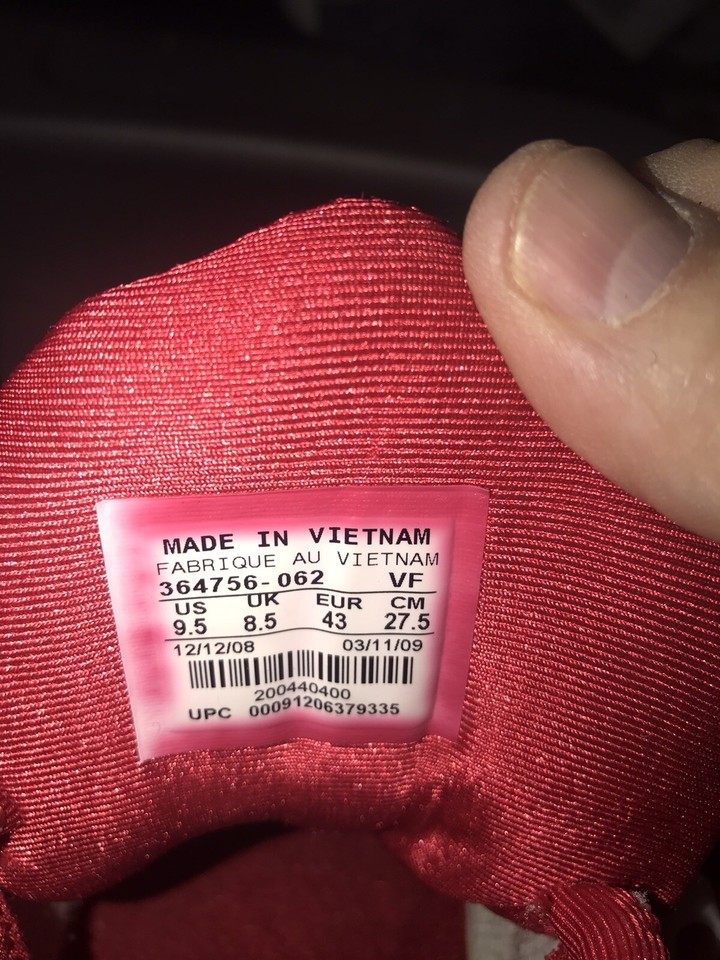 MADE IN VIETNAM
FABRIQUE AU VIETNAM
364756-062 VF
US UK EUR CM
9.5 8.5 43 27.5
12/12/08 03/11/09
200440400
UPC 00091206379335